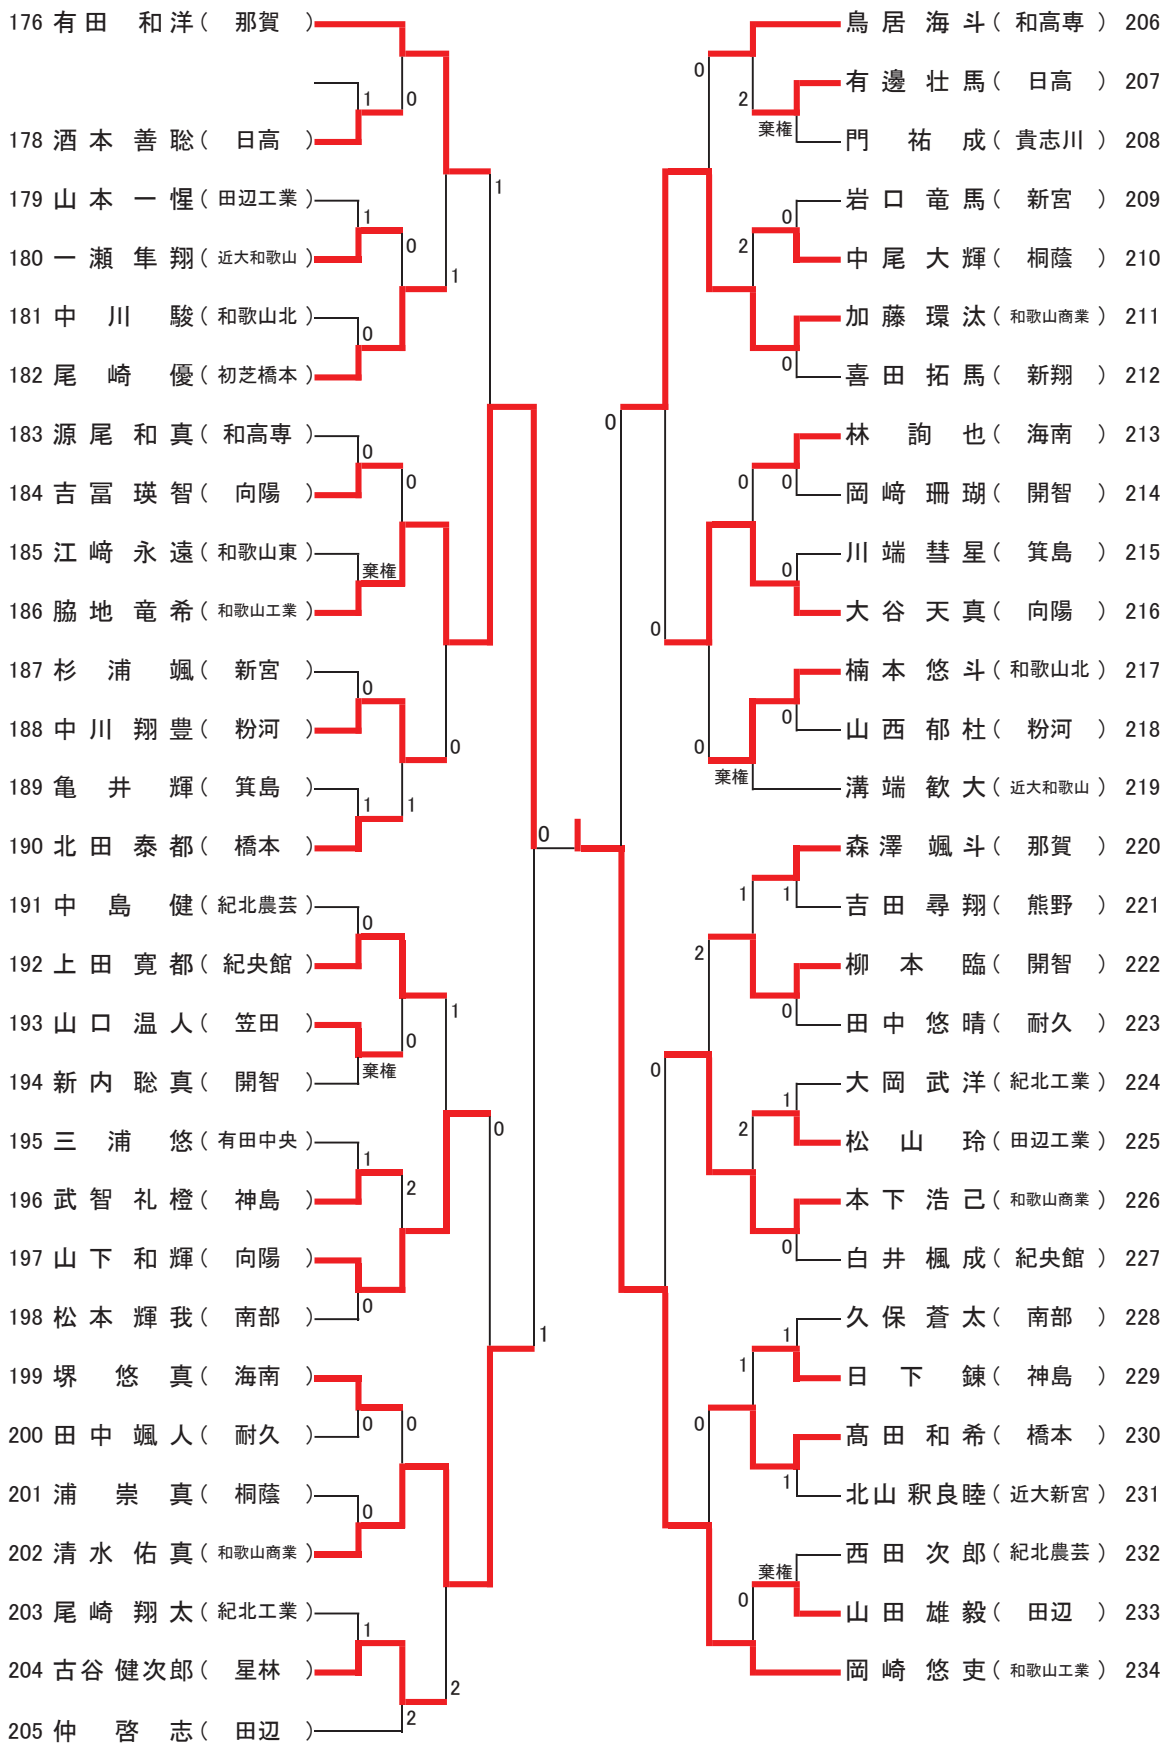 176 有田 和洋 ( 那賀 )
178 酒本 善聡 ( 日高 )
179 山本 一惺 ( 田辺工業 )
180 一瀬 隼翔 ( 近大和歌山 )
181 中川 駿 ( 和歌山北 )
182 尾崎 優 ( 初芝橋本 )
183 源尾和真 ( 和高専 )
184 吉冨瑛智 ( 向陽 )
185 江﨑永遠 ( 和歌山東 )
186 脇地竜希 ( 和歌山工業 )
187 杉浦 颯 ( 新宮 )
188 中川翔豊 ( 粉河 )
189 亀井 輝 ( 箕島 )
190 北田泰都 ( 橋本 )
191 中島 健 ( 紀北農芸 )
192 上田寛都 ( 紀央館 )
193 山口温人 ( 笠田 )
194 新内聡真 ( 開智 )
195 三浦 悠 ( 有田中央 )
196 武智礼橙 ( 神島 )
197 山下和輝 ( 向陽 )
198 松本輝我 ( 南部 )
199 堺 悠真 ( 海南 )
200 田中颯人 ( 耐久 )
201 浦 崇真 ( 桐蔭 )
202 清水佑真 ( 和歌山商業 )
203 尾崎翔太 ( 紀北工業 )
204 古谷健次郎 ( 星林 )
205 仲 啓志 ( 田辺 )
1
0
1
0
0
1
1
0
0
棄権
0
1
1
0
0
0
棄権
1
1
2
0
0
0
0
0
1
2
2
1
0
鳥居海斗 ( 和高専 ) 206
有邊壮馬 ( 日高 ) 207
門 祐成 ( 貴志川 ) 208
岩口竜馬 ( 新宮 ) 209
中尾大輝 ( 桐蔭 ) 210
加藤環汰 ( 和歌山商業 ) 211
喜田拓馬 ( 新翔 ) 212
林 詢也 ( 海南 ) 213
岡﨑珊瑚 ( 開智 ) 214
川端彗星 ( 箕島 ) 215
大谷天真 ( 向陽 ) 216
楠本悠斗 ( 和歌山北 ) 217
山西郁杜 ( 粉河 ) 218
溝端歓大 ( 近大和歌山 ) 219
森澤颯斗 ( 那賀 ) 220
吉田尋翔 ( 熊野 ) 221
柳本 臨 ( 開智 ) 222
田中悠晴 ( 耐久 ) 223
大岡武洋 ( 紀北工業 ) 224
松山 玲 ( 田辺工業 ) 225
本下浩己 ( 和歌山商業 ) 226
白井楓成 ( 紀央館 ) 227
久保蒼太 ( 南部 ) 228
日下 錬 ( 神島 ) 229
髙田和希 ( 橋本 ) 230
北山 釈良睦 ( 近大新宮 ) 231
西田次郎 ( 紀北農芸 ) 232
山田雄毅 ( 田辺 ) 233
岡崎悠吏 ( 和歌山工業 ) 234
0
2
棄権
0
2
0
0
0
0
0
0
0
0
棄権
1
1
2
0
0
1
2
0
1
1
0
1
棄権
0